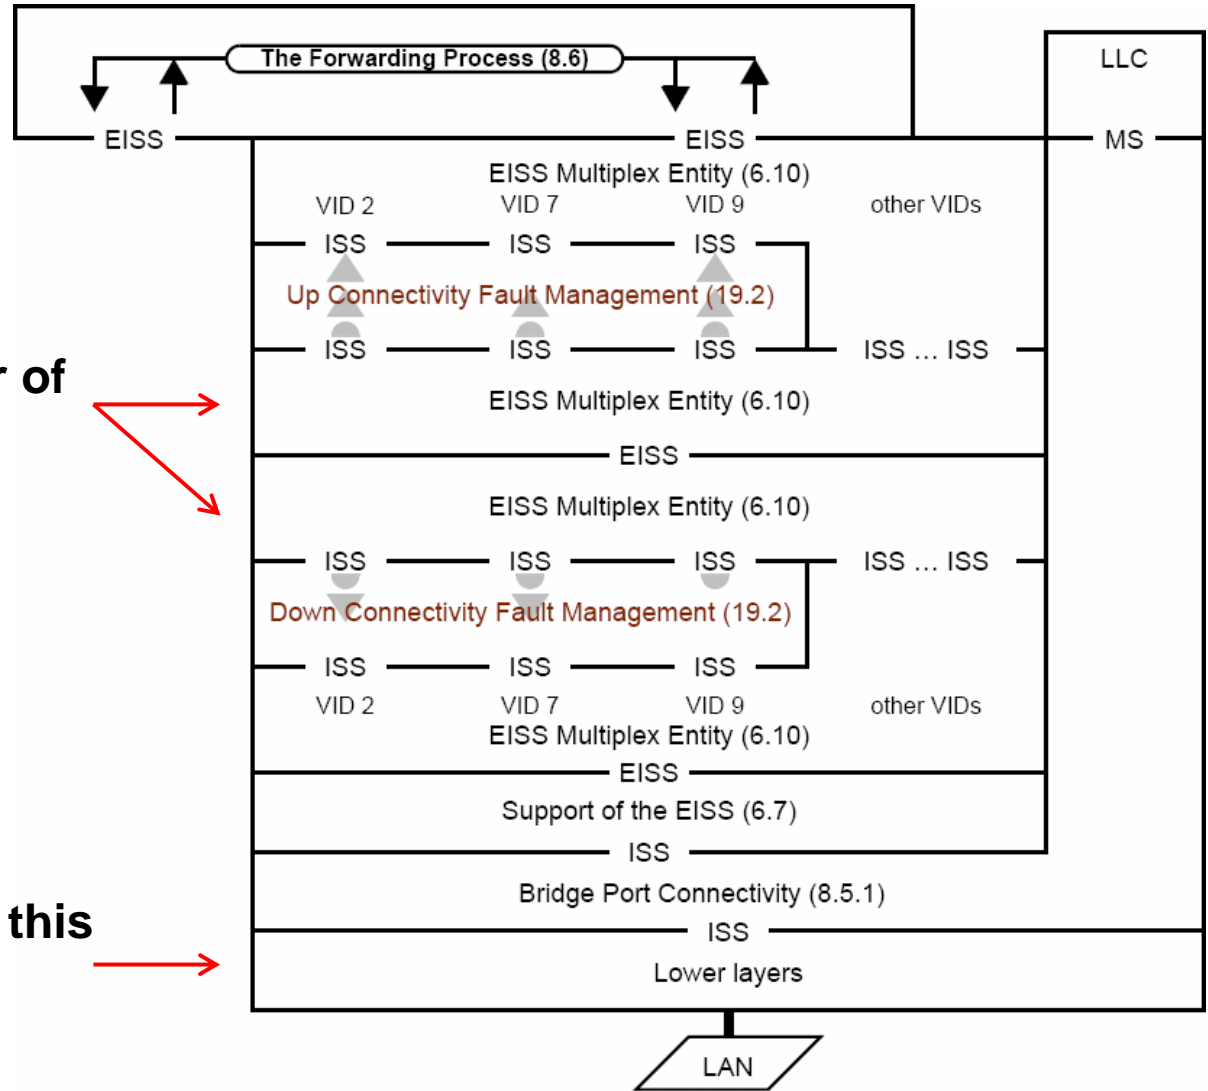 The Forwarding Process (8.6)
LLC
EISS EISS MS
EISS Multiplex Entity (6.10)
VID 2 VID 7 VID 9 other VIDs
ISS ISS ISS
Up Connectivity Fault Management (19.2)
ISS ISS ISS ISS ... ISS
r of
EISS Multiplex Entity (6.10)
EISS
EISS Multiplex Entity (6.10)
ISS ISS ISS ISS ... ISS
Down Connectivity Fault Management (19.2)
ISS ISS ISS
VID 2 VID 7 VID 9 other VIDs
EISS Multiplex Entity (6.10)
EISS
Support of the EISS (6.7)
ISS
Bridge Port Connectivity (8.5.1)
this
ISS
Lower layers
LAN